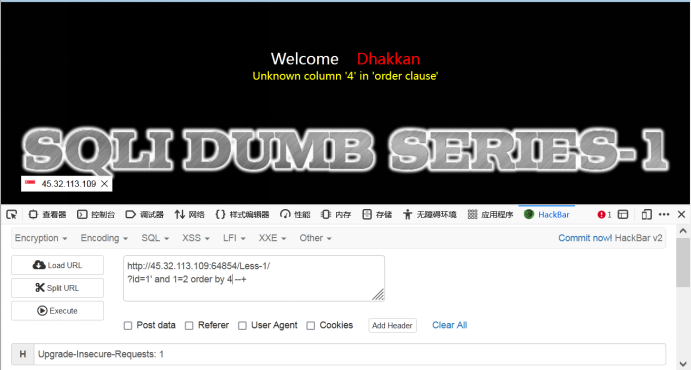 Welcome Dhakkan
Unknown column '4' in 'order clause'
SQLI DUMB SERIES-1
45.32.113.109
查看器 控制台 调试器 网络 {} 样式编辑器 性能 内存 存储 无障碍环境 应用程序 HackBar 1
Encryption Encoding SQL XSS LFI XXE Other Commit now! HackBar v2
Load URL
Split URL
Execute
http://45.32.113.109:64854/Less-1/
?id=1' and 1=2 order by 4 --+
Post data Referer User Agent Cookies Add Header Clear All
H Upgrade-Insecure-Requests: 1